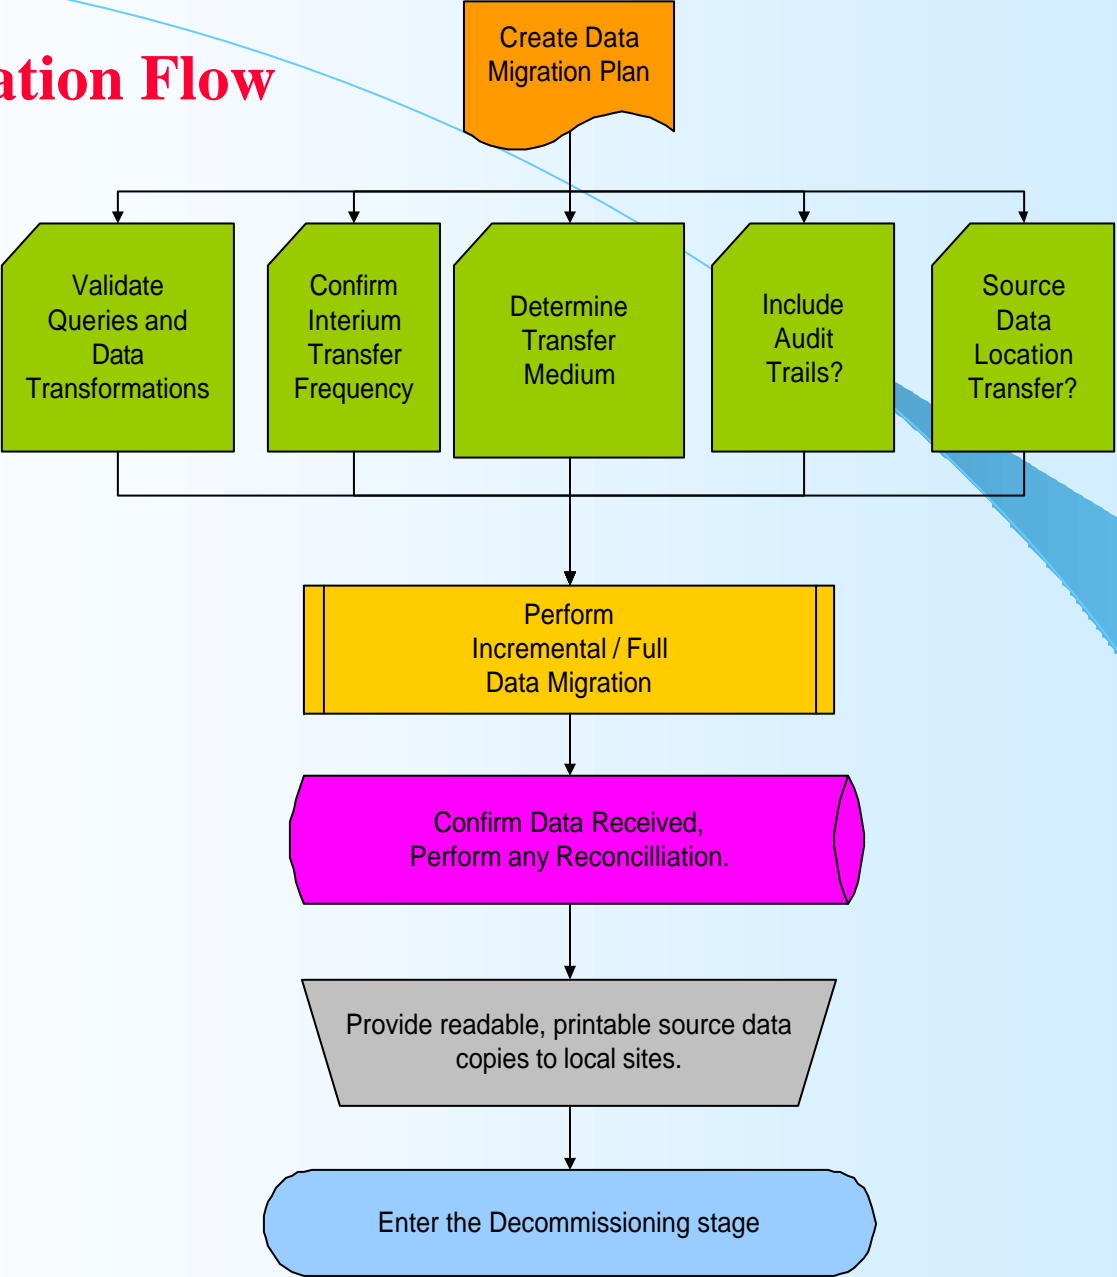 ation Flow
Create Data
Migration Plan
Validate
Queries and
Data
Transformations
Confirm
Interium
Transfer
Frequency
Determine
Transfer
Medium
Include
Audit
Trails?
Source
Data
Location
Transfer?
Perform
Incremental / Full
Data Migration
Confirm Data Received,
Perform any Reconcilliation.
Provide readable, printable source data
copies to local sites.
Enter the Decommissioning stage